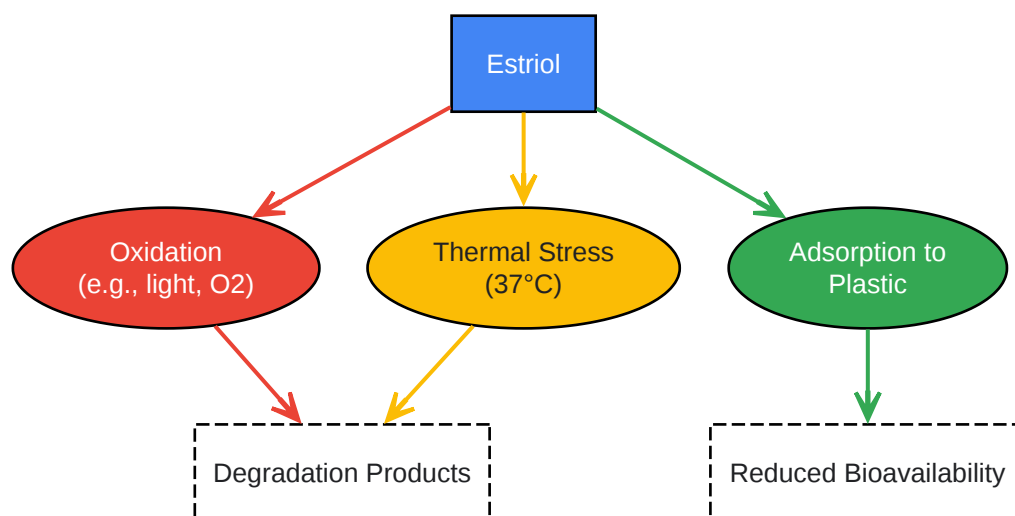 Estriol
Oxidation
(e.g., light, O2)
Thermal Stress
(37°C)
Adsorption to
Plastic
Degradation Products
Reduced Bioavailability